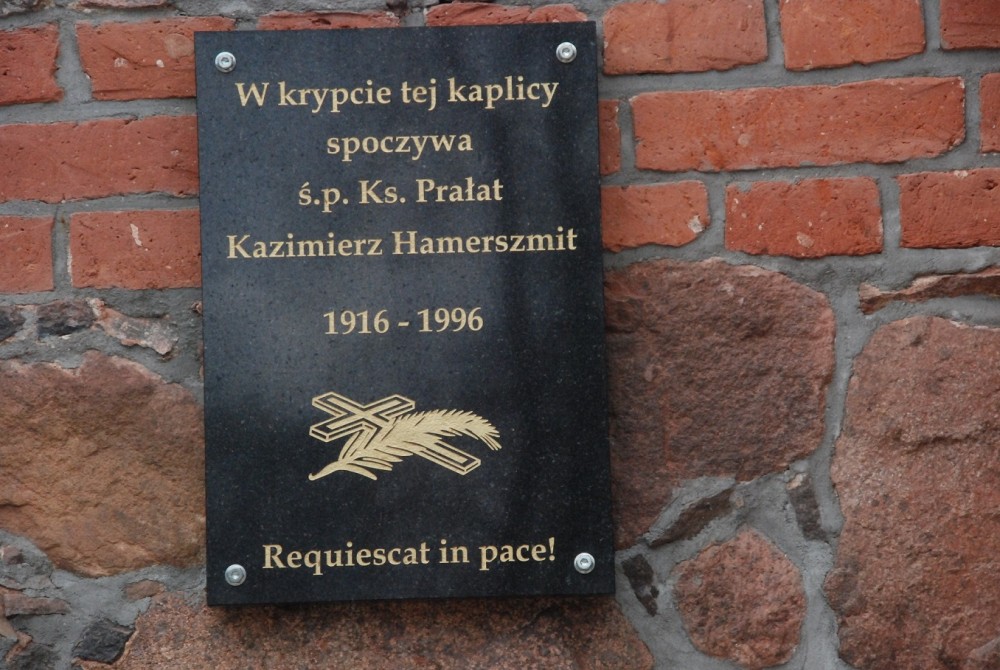 W krypcie tej kaplicy
spoczywa
ś.p. Ks. Prałat
Kazimierz Hamerszmit
1916 - 1996
Requiescat in pace!